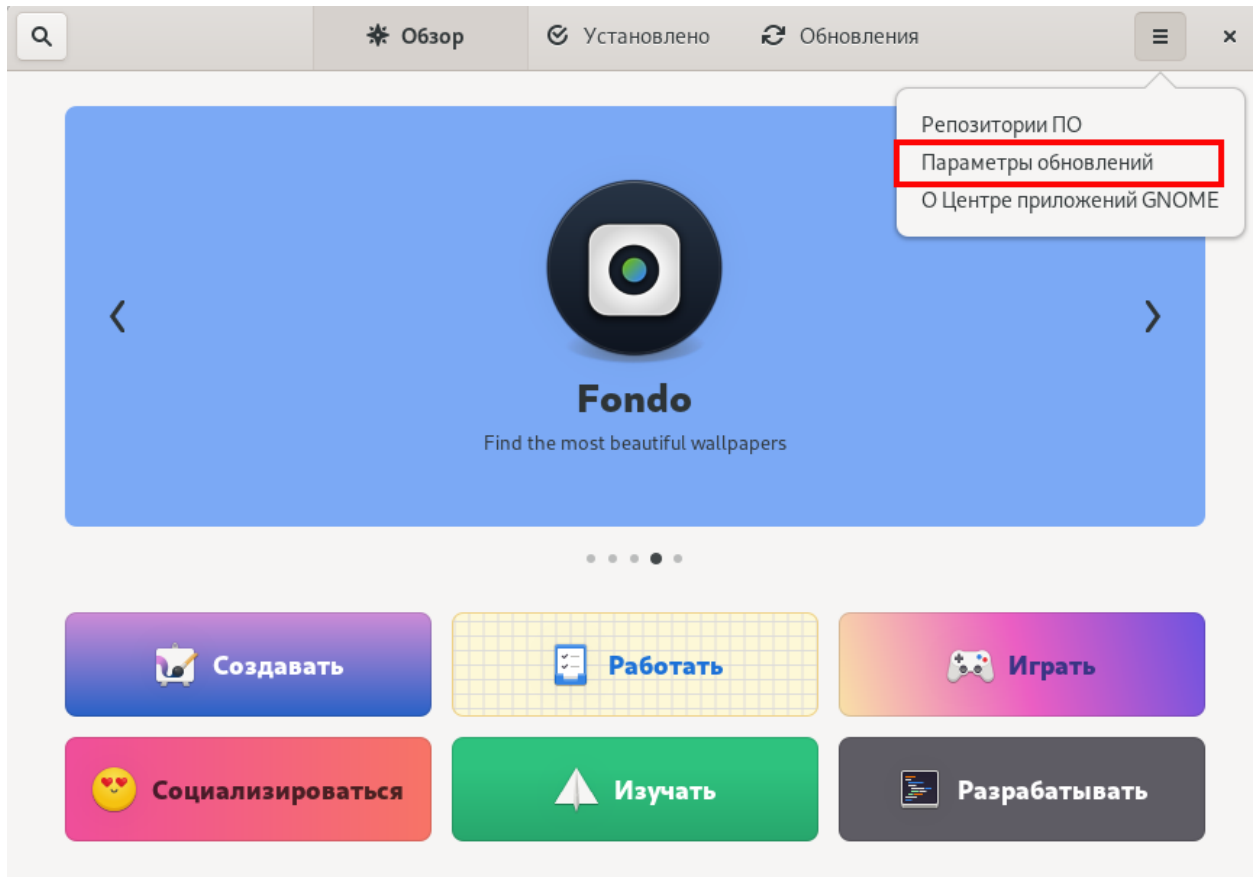 Обзор
Установлено
Обновления
Репозитории ПО
Параметры обновлений
О Центре приложений GNOME
Fondo
Find the most beautiful wallpapers
Создавать
Работать
Играть
Социализироваться
Изучать
Разрабатывать